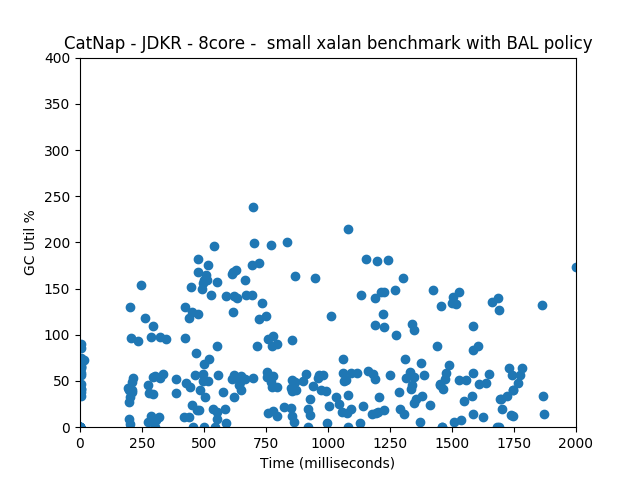 CatNap - JDKR - 8core -  small xalan benchmark with BAL policy
400
350
300
250
200
150
100
50
0
GC Util %
0 250 500 750 1000 1250 1500 1750 2000
Time (milliseconds)